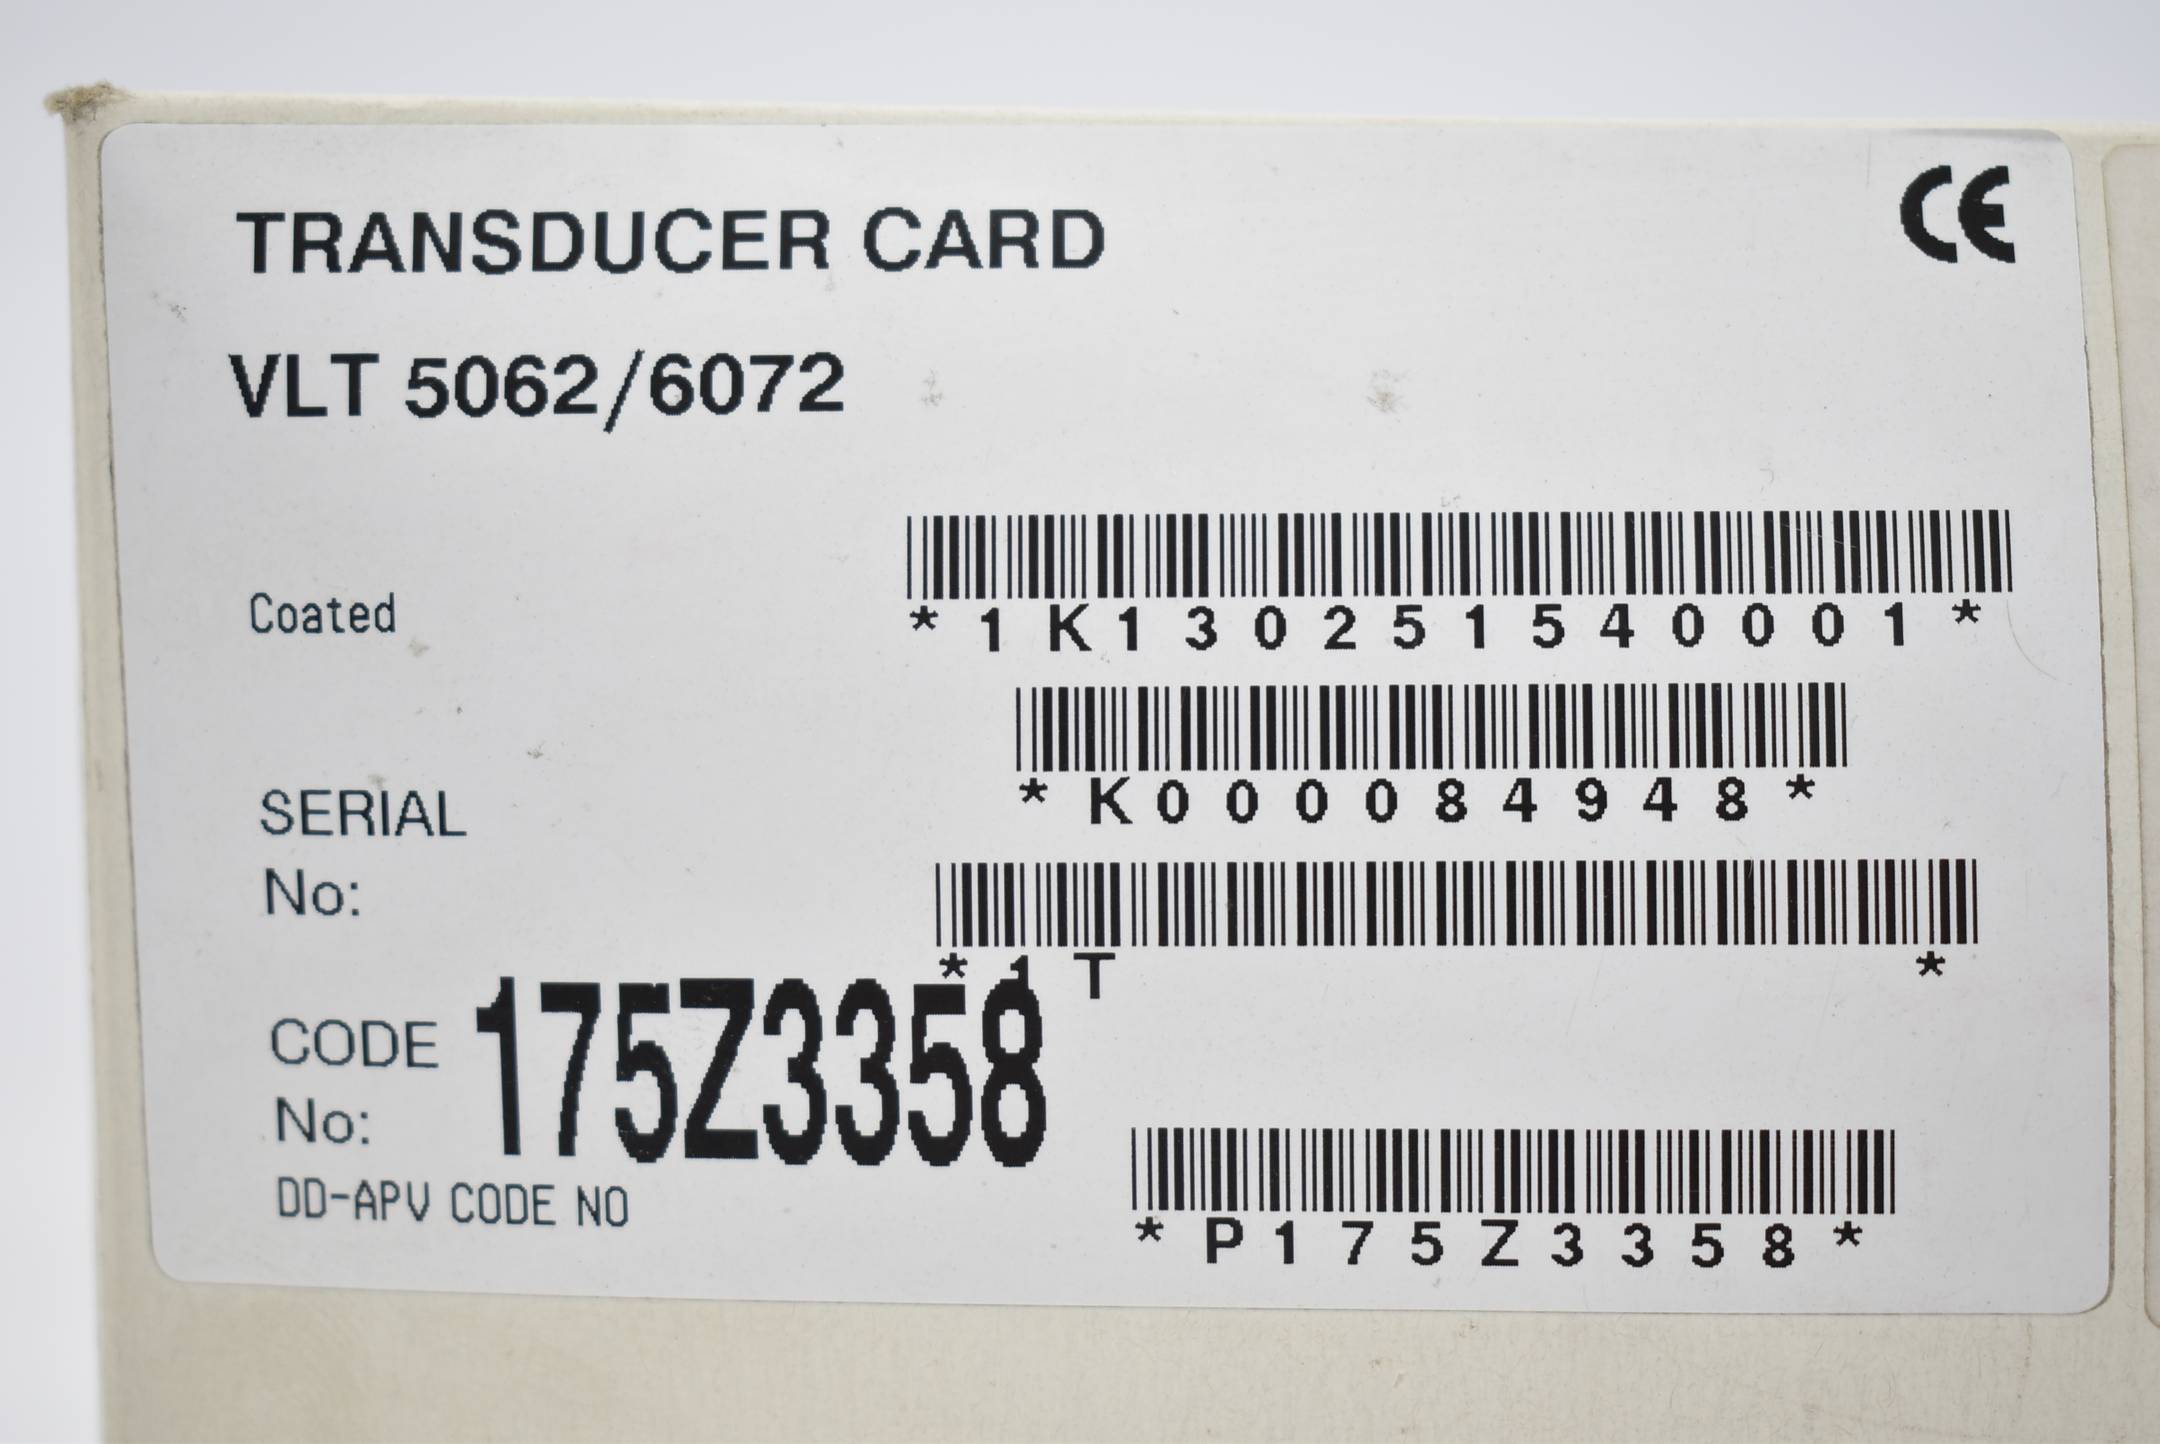 CE
TRANSDUCER CARD
VLT 5062/6072
Coated
*1K130251540001*
*K000084948*
SERIAL
No:
*1T *
CODE
No:
175Z3358
DD-APV CODE NO
*P175Z3358*